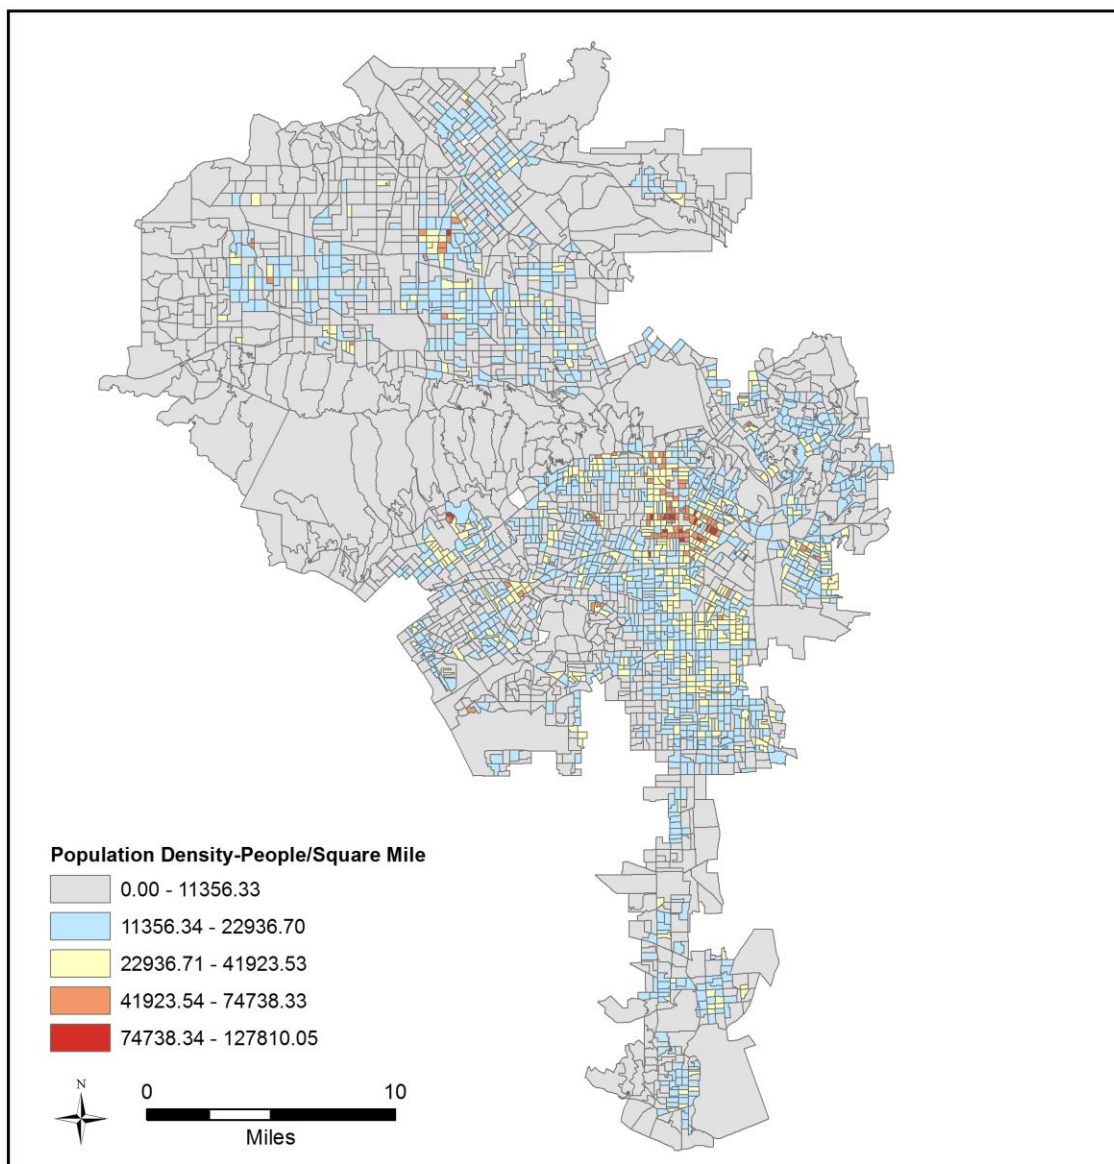 Population Density-People/Square Mile
0.00 - 11356.33
11356.34 - 22936.70
22936.71 - 41923.53
41923.54 - 74738.33
74738.34 - 127810.05
N
0 10
Miles